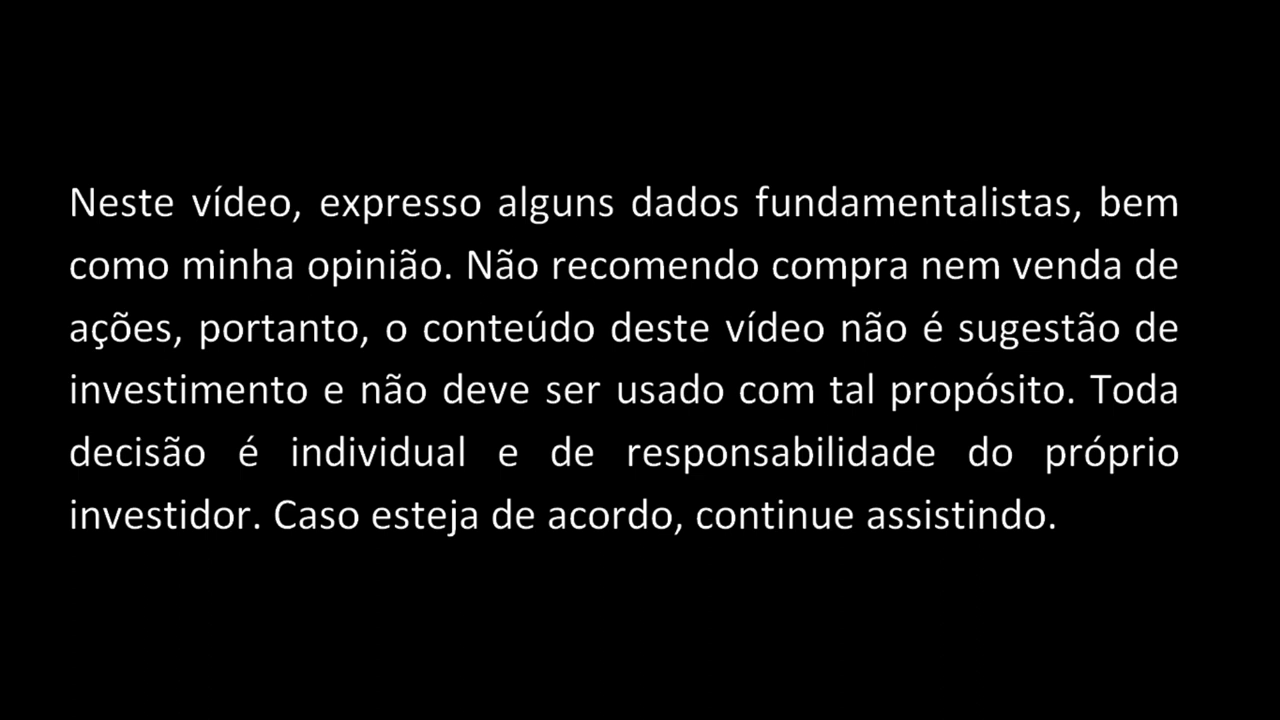 Neste vídeo, expresso alguns dados fundamentalistas, bem
como minha opinião. Não recomendo compra nem venda de
ações, portanto, o conteúdo deste vídeo não é sugestão de
investimento e não deve ser usado com tal propósito. Toda
decisão é individual e de responsabilidade do próprio
investidor. Caso esteja de acordo, continue assistindo.